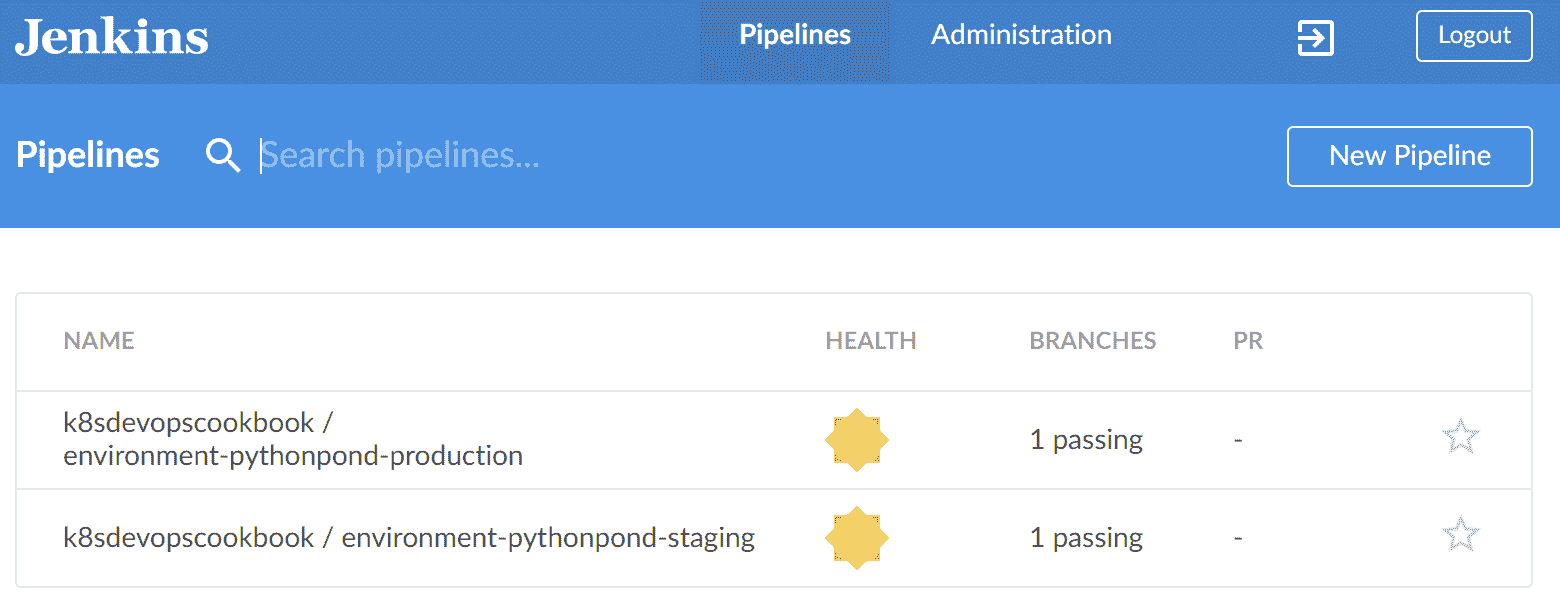 Jenkins
Pipelines
Administration
Logout
Pipelines
Search pipelines...
New Pipeline
NAME
HEALTH
BRANCHES
PR
k8sdevopscookbook /
environment-pythonpond-production
1 passing
-
k8sdevopscookbook / environment-pythonpond-staging
1 passing
-